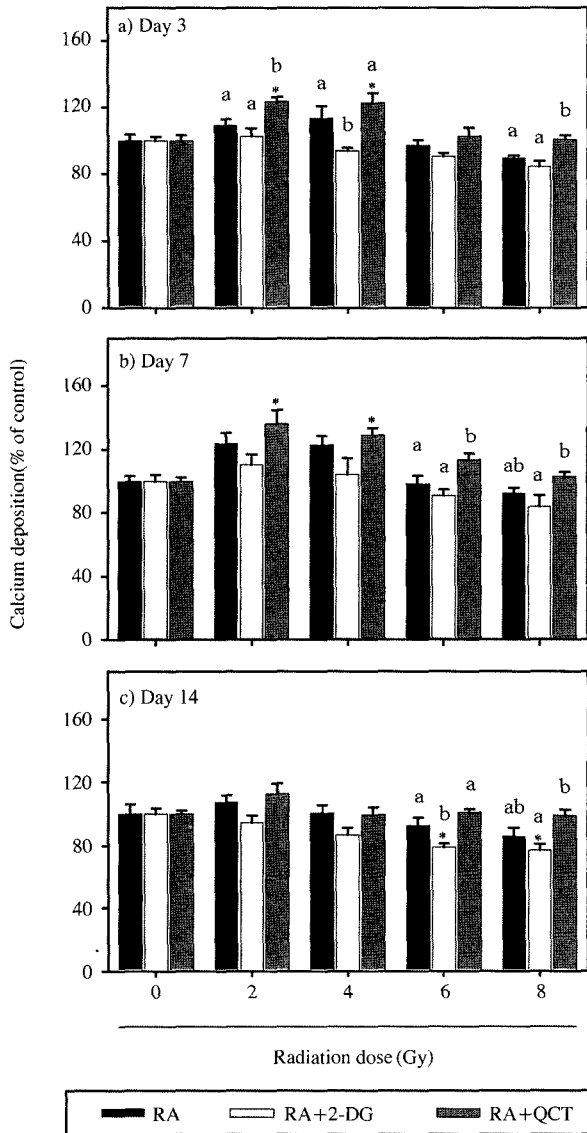 a) Day 3
160
120
80
40
0
a a b * a b a * a a b
b) Day 7
160
120
80
40
0
* * a a b ab a b
c) Day 14
160
120
80
40
0
a b * a ab a * b
0 2 4 6 8
Calcium deposition(% of control)
Radiation dose (Gy)
RA RA+2-DG RA+QCT